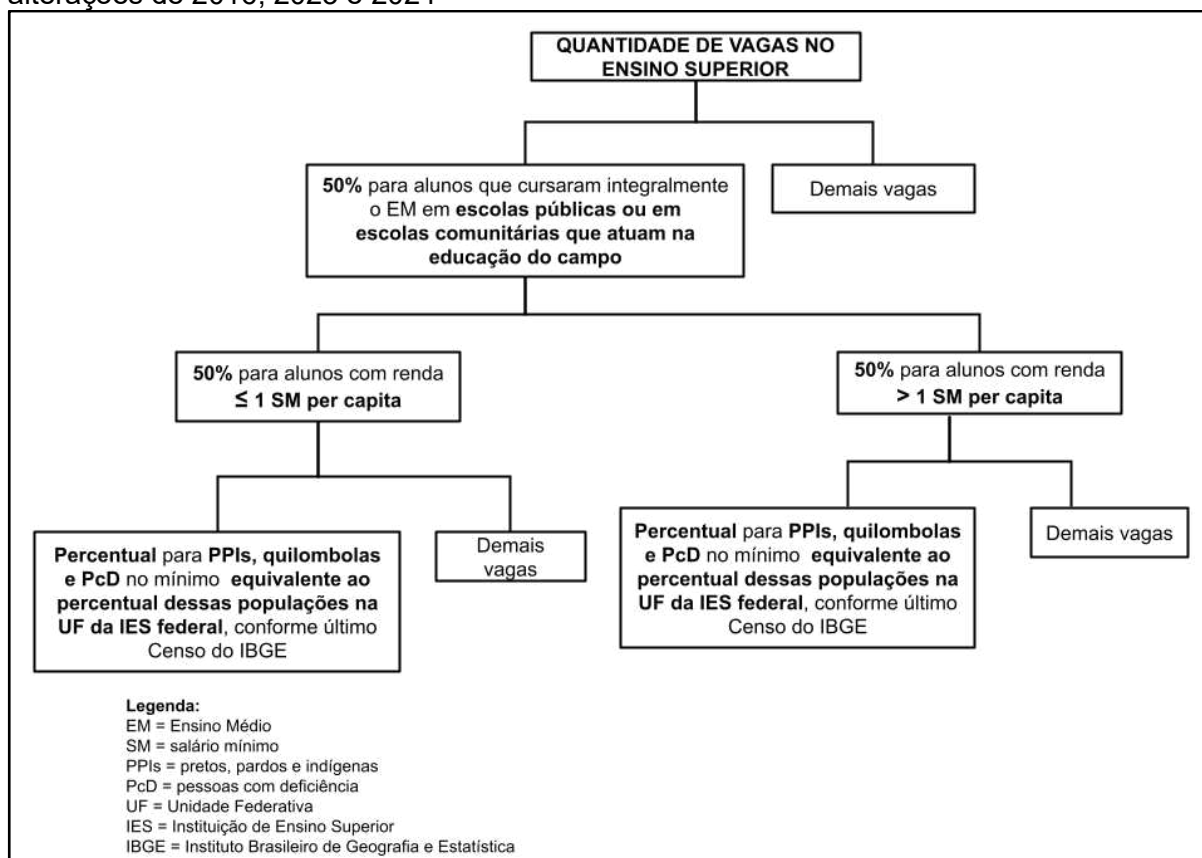 QUANTIDADE DE VAGAS NO
ENSINO SUPERIOR
50% para alunos que cursaram integralmente
o EM em escolas públicas ou em
escolas comunitárias que atuam na
educação do campo
Demais vagas
50% para alunos com renda
≤ 1 SM per capita
50% para alunos com renda
> 1 SM per capita
Percentual para PPIs, quilombolas
e PcD no mínimo equivalente ao
percentual dessas populações na
UF da IES federal, conforme último
Censo do IBGE
Demais
vagas
Percentual para PPIs, quilombolas
e PcD no mínimo equivalente ao
percentual dessas populações na
UF da IES federal, conforme último
Censo do IBGE
Demais vagas
Legenda:
EM = Ensino Médio
SM = salário mínimo
PPIs = pretos, pardos e indígenas
PcD = pessoas com deficiência
UF = Unidade Federativa
IES = Instituição de Ensino Superior
IBGE = Instituto Brasileiro de Geografia e Estatística